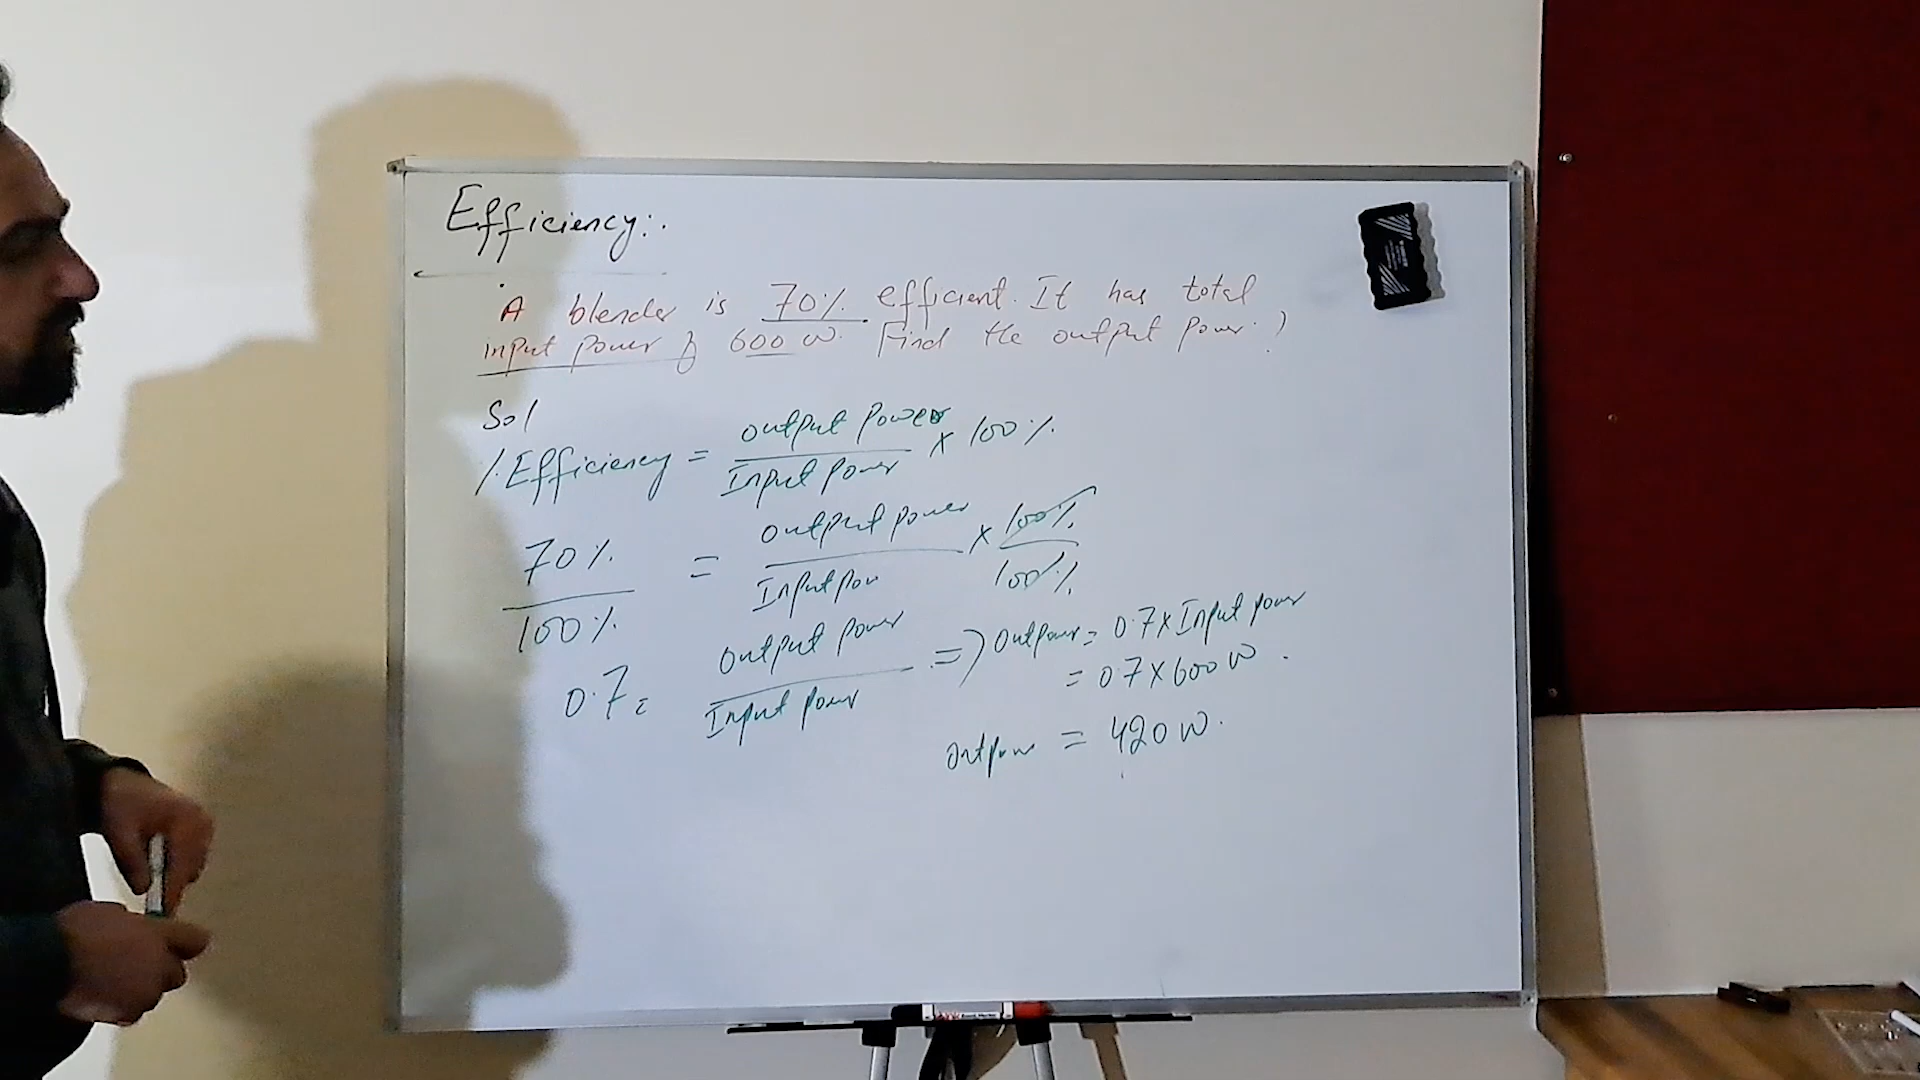 Efficiency:.
A blender is 70% efficient. It has total
input power of 600 W. Find the output Power.?
Sol
% Efficiency = output Power / Input Power × 100%
70% / 100% = output power / Input pow × 100% / 100%
0.7 = output power / Input power => Out Power = 0.7 × Input power
= 0.7 × 600 W.
Out pow = 420 W.